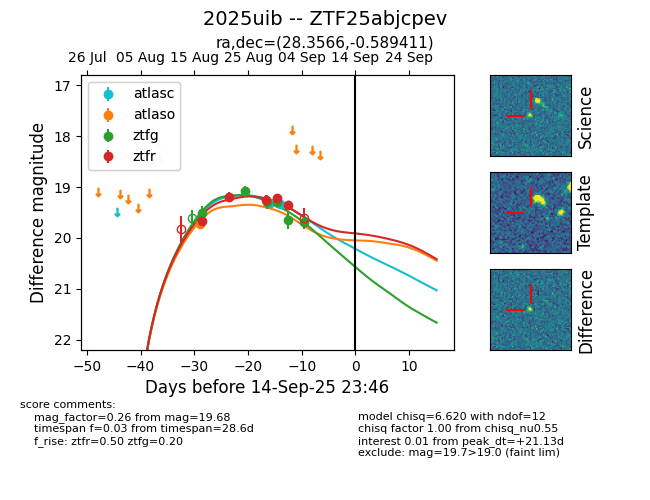 2025uib -- ZTF25abjcpev
ra,dec=(28.3566,-0.589411)
26 Jul 05 Aug 15 Aug 25 Aug 04 Sep 14 Sep 24 Sep
atlasc
atlaso
ztfg
ztfr
Difference magnitude
17
18
19
20
21
22
−50 −40 −30 −20 −10 0 10
Days before 14-Sep-25 23:46
Science
Template
Difference
score comments:
mag_factor=0.26 from mag=19.68
timespan f=0.03 from timespan=28.6d
f_rise: ztfr=0.50 ztfg=0.20
model chisq=6.620 with ndof=12
chisq factor 1.00 from chisq_nu0.55
interest 0.01 from peak_dt=+21.13d
exclude: mag=19.7>19.0 (faint lim)